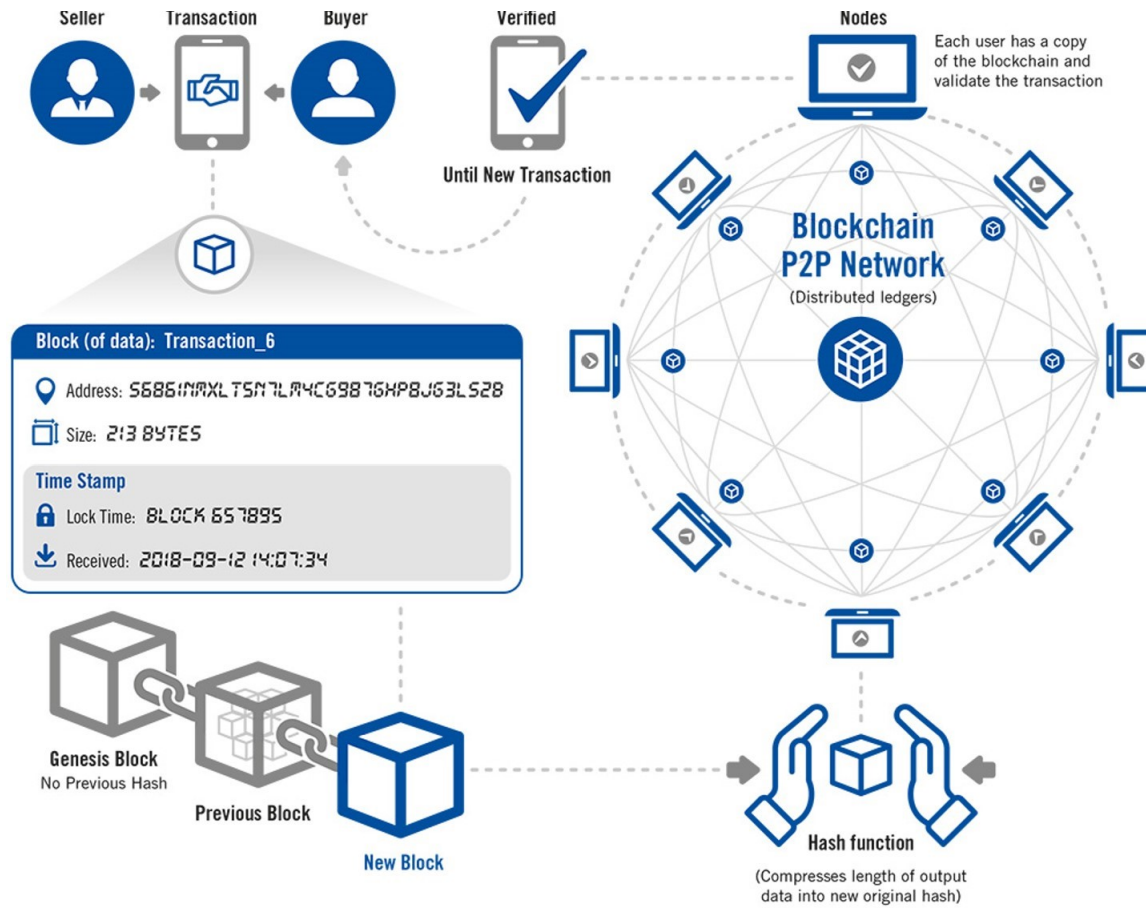 Seller
Transaction
Buyer
Verified
Until New Transaction
Nodes
Each user has a copy
of the blockchain and
validate the transaction
Blockchain
P2P Network
(Distributed ledgers)
Block (of data): Transaction_6
Address:
Size: 213 BYTES
Time Stamp
Lock Time: BLOCK 657895
Received: 2018-09-12 14:07:34
Genesis Block
No Previous Hash
Previous Block
New Block
Hash function
(Compresses length of output
data into new original hash)